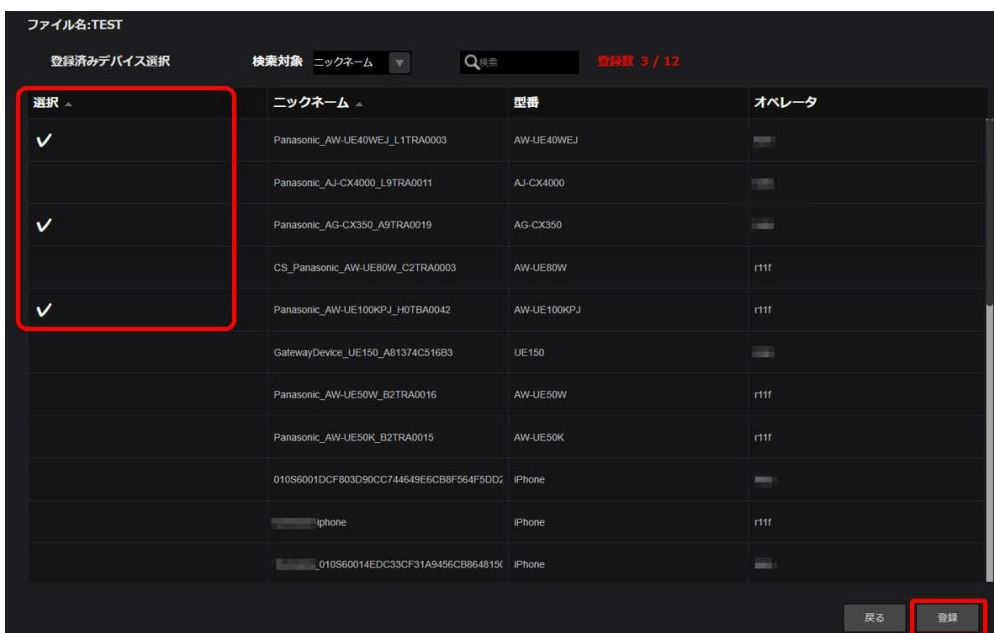 ファイル名:TEST
登録済みデバイス選択 検索対象 ニックネーム 検索 登録数 3 / 12
選択 ニックネーム 型番 オペレータ
Panasonic_AW-UE40WEJ_L1TRA0003 AW-UE40WEJ
Panasonic_AJ-CX4000_L9TRA0011 AJ-CX4000
Panasonic_AG-CX350_A9TRA0019 AG-CX350
CS_Panasonic_AW-UE80W_C2TRA0003 AW-UE80W r11f
Panasonic_AW-UE100KPJ_H0TBA0042 AW-UE100KPJ r11f
GatewayDevice_UE150_A81374C516B3 UE150
Panasonic_AW-UE50W_B2TRA0016 AW-UE50W r11f
Panasonic_AW-UE50K_B2TRA0015 AW-UE50K r11f
010S6001DCF803D90CC744649E6CB8F564F5DD2 iPhone
iphone iPhone r11f
_010S60014EDC33CF31A9456CB864815( iPhone
戻る 登録